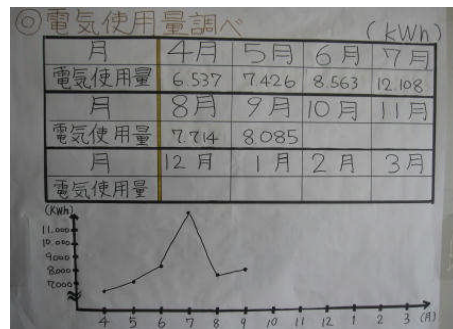 ◎電気使用量調べ (kWh)
月 4月 5月 6月 7月
電気使用量 6.537 7.426 8.563 12.108
月 8月 9月 10月 11月
電気使用量 7.714 8.085
月 12月 1月 2月 3月
電気使用量
(KWh)
11.000
10.000
9000
8.000
7.000
4 5 6 7 8 9 10 11 12 1 2 3 (月)